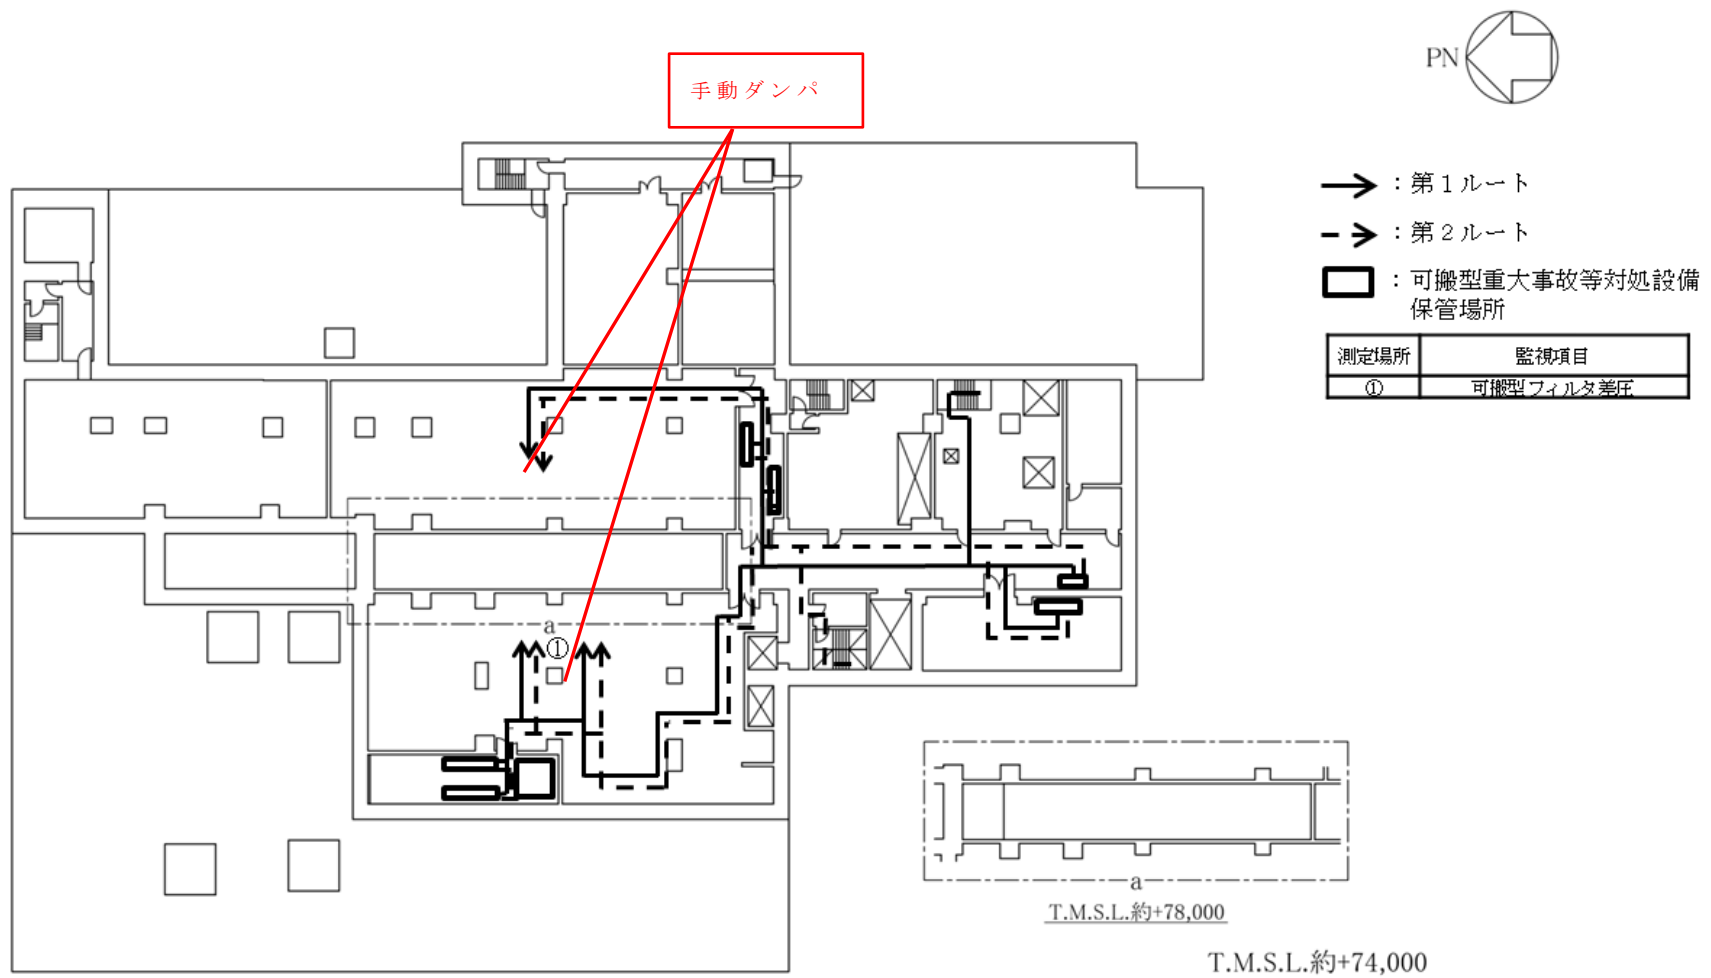 手動ダンパ
PN
：第１ルート
：第２ルート
：可搬型重大事故等対処設備
保管場所
測定場所 監視項目
① 可搬型フィルタ差圧
a
①
a
T.M.S.L.約+78,000
T.M.S.L.約+74,000